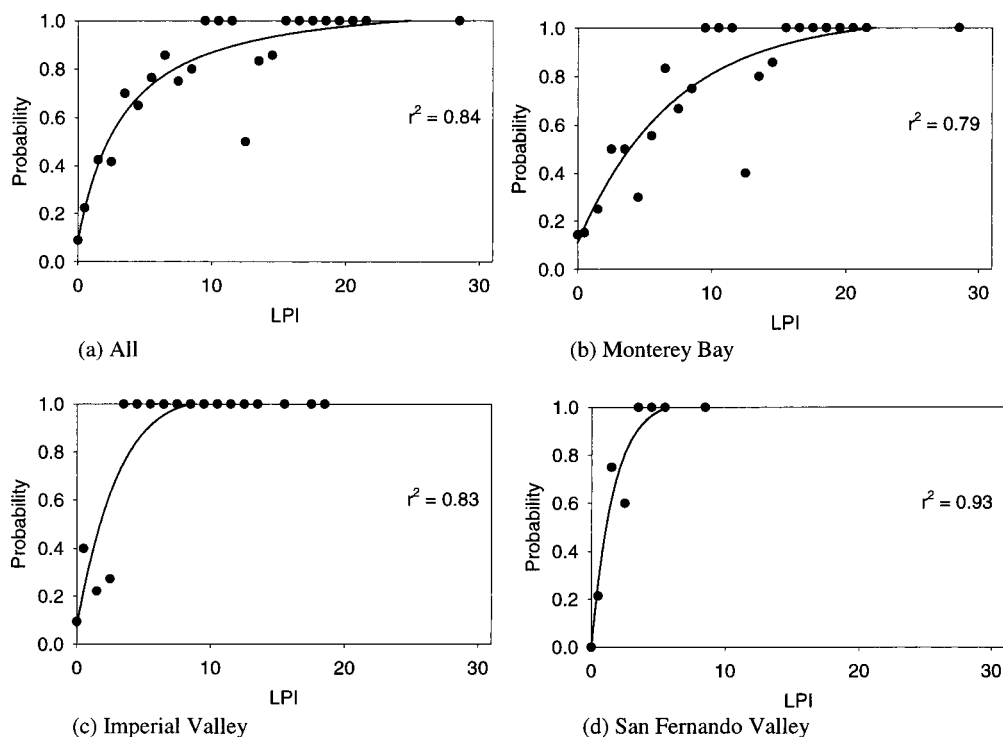 1.0
0.8
0.6
0.4
0.2
0.0
Probability
r² = 0.84
0 10 20 30
LPI
(a) All
1.0
0.8
0.6
0.4
0.2
0.0
Probability
r² = 0.79
0 10 20 30
LPI
(b) Monterey Bay
1.0
0.8
0.6
0.4
0.2
0.0
Probability
r² = 0.83
0 10 20 30
LPI
(c) Imperial Valley
1.0
0.8
0.6
0.4
0.2
0.0
Probability
r² = 0.93
0 10 20 30
LPI
(d) San Fernando Valley